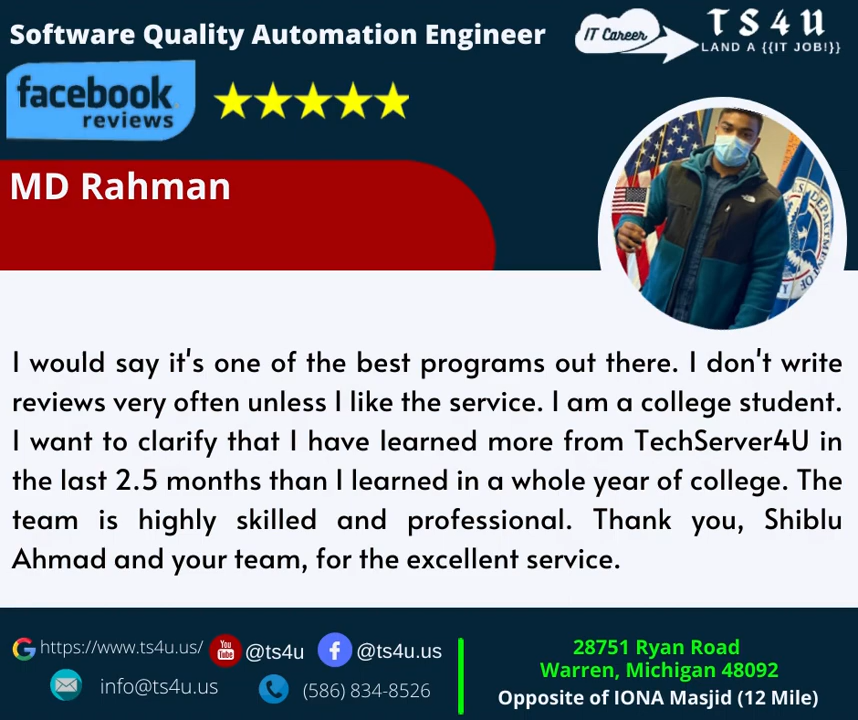 Software Quality Automation Engineer
IT Career
TS4U
LAND A {{IT JOB!}}
facebook
reviews
MD Rahman
DEPARTMENT OF
I would say it's one of the best programs out there. I don't write
reviews very often unless I like the service. I am a college student.
I want to clarify that I have learned more from TechServer4U in
the last 2.5 months than I learned in a whole year of college. The
team is highly skilled and professional. Thank you, Shiblu
Ahmad and your team, for the excellent service.
https://www.ts4u.us/
You
Tube
@ts4u
@ts4u.us
info@ts4u.us
(586) 834-8526
28751 Ryan Road
Warren, Michigan 48092
Opposite of IONA Masjid (12 Mile)